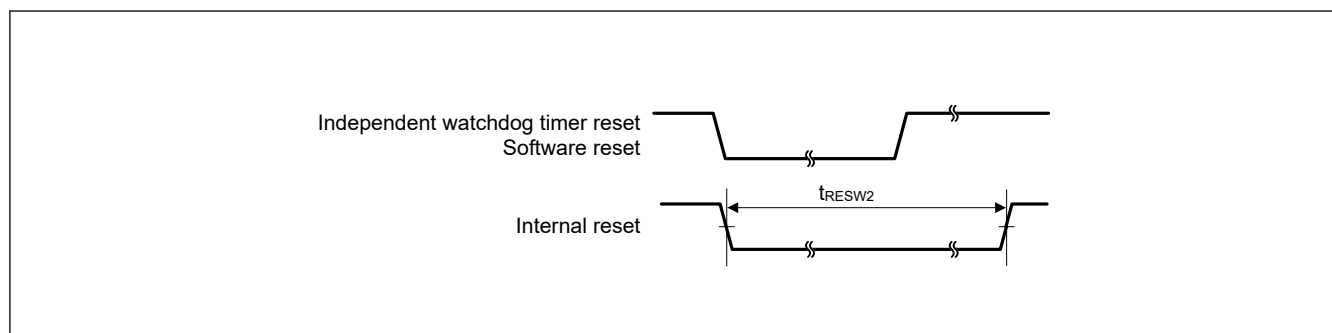 Independent watchdog timer reset
Software reset
tRESW2
Internal reset